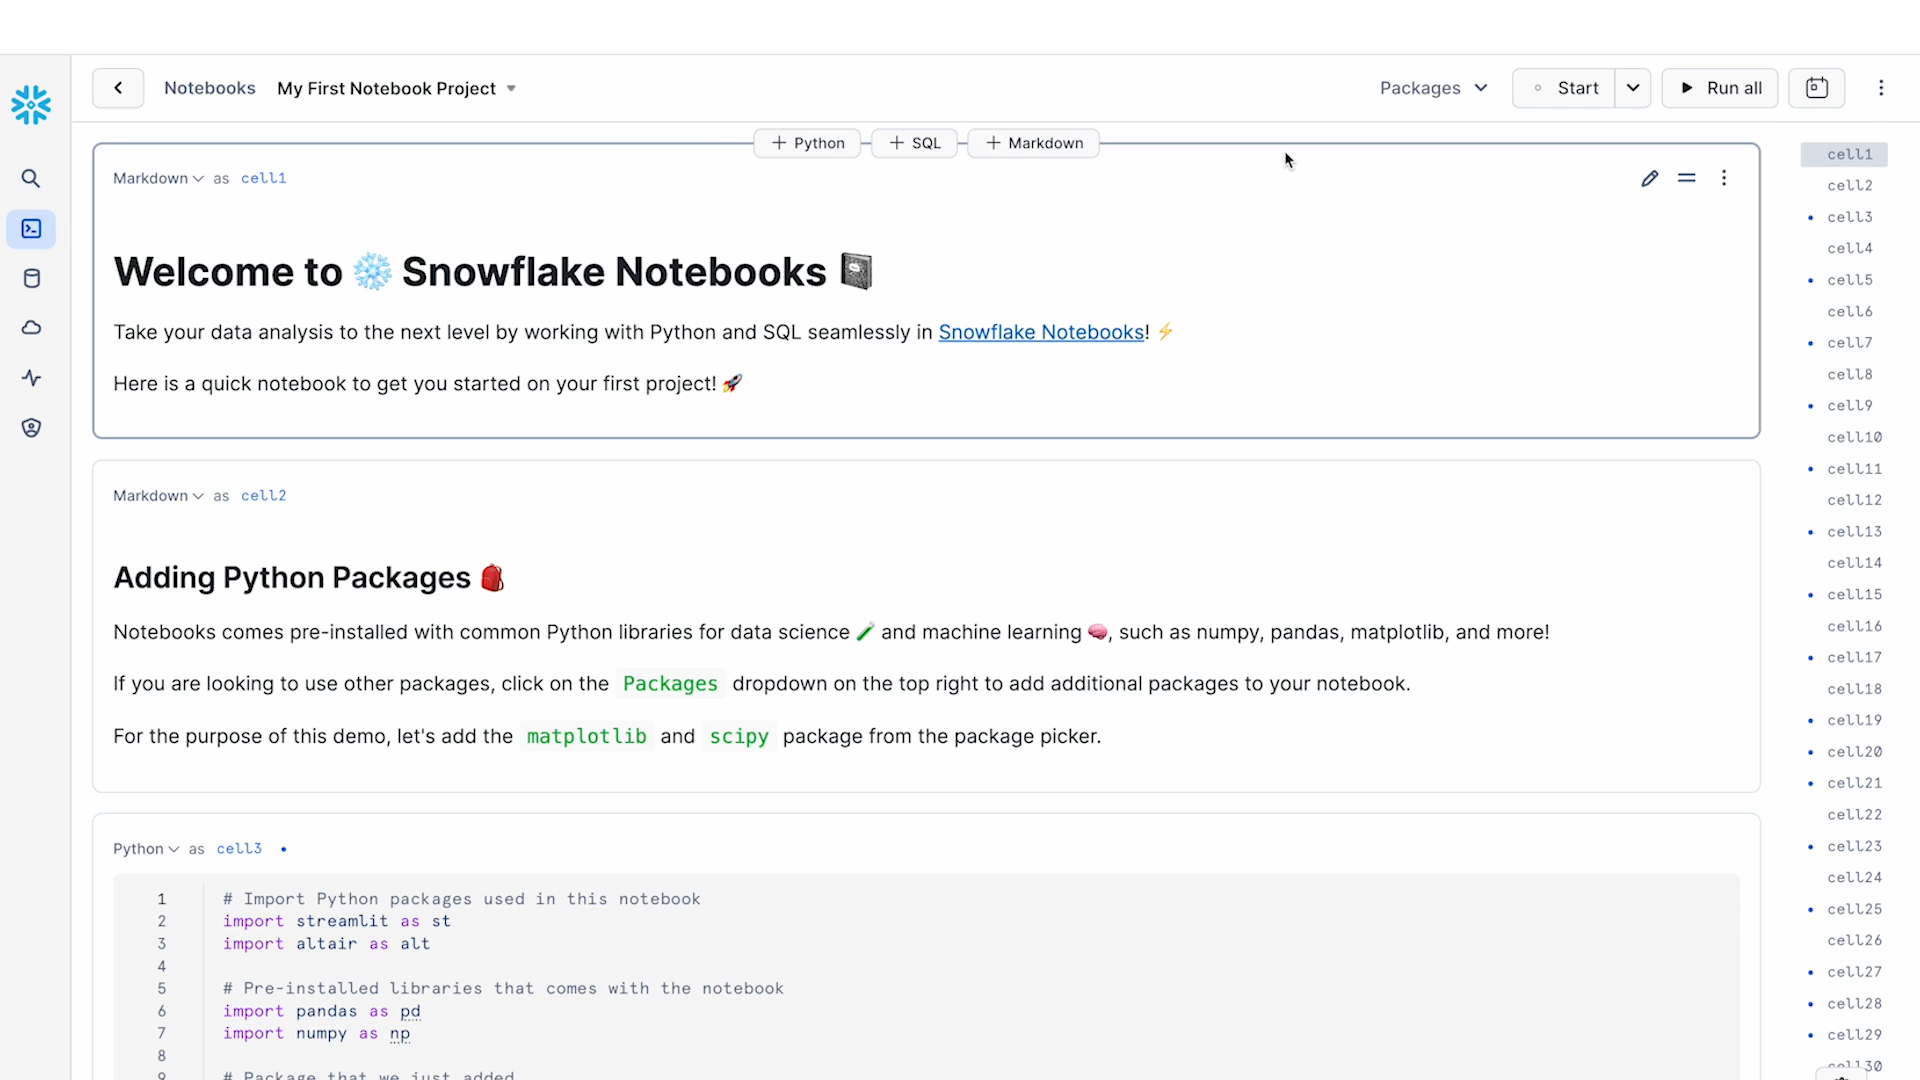 Notebooks My First Notebook Project Packages Start Run all
Python SQL Markdown
Markdown as cell1
Welcome to Snowflake Notebooks
Take your data analysis to the next level by working with Python and SQL seamlessly in Snowflake Notebooks!
Here is a quick notebook to get you started on your first project!
Markdown as cell2
Adding Python Packages
Notebooks comes pre-installed with common Python libraries for data science and machine learning , such as numpy, pandas, matplotlib, and more!
If you are looking to use other packages, click on the Packages dropdown on the top right to add additional packages to your notebook.
For the purpose of this demo, let's add the matplotlib and scipy package from the package picker.
Python as cell3
1 # Import Python packages used in this notebook
2 import streamlit as st
3 import altair as alt
4
5 # Pre-installed libraries that comes with the notebook
6 import pandas as pd
7 import numpy as np
8
9 # Package that we just added
cell1
cell2
cell3
cell4
cell5
cell6
cell7
cell8
cell9
cell10
cell11
cell12
cell13
cell14
cell15
cell16
cell17
cell18
cell19
cell20
cell21
cell22
cell23
cell24
cell25
cell26
cell27
cell28
cell29
cell30